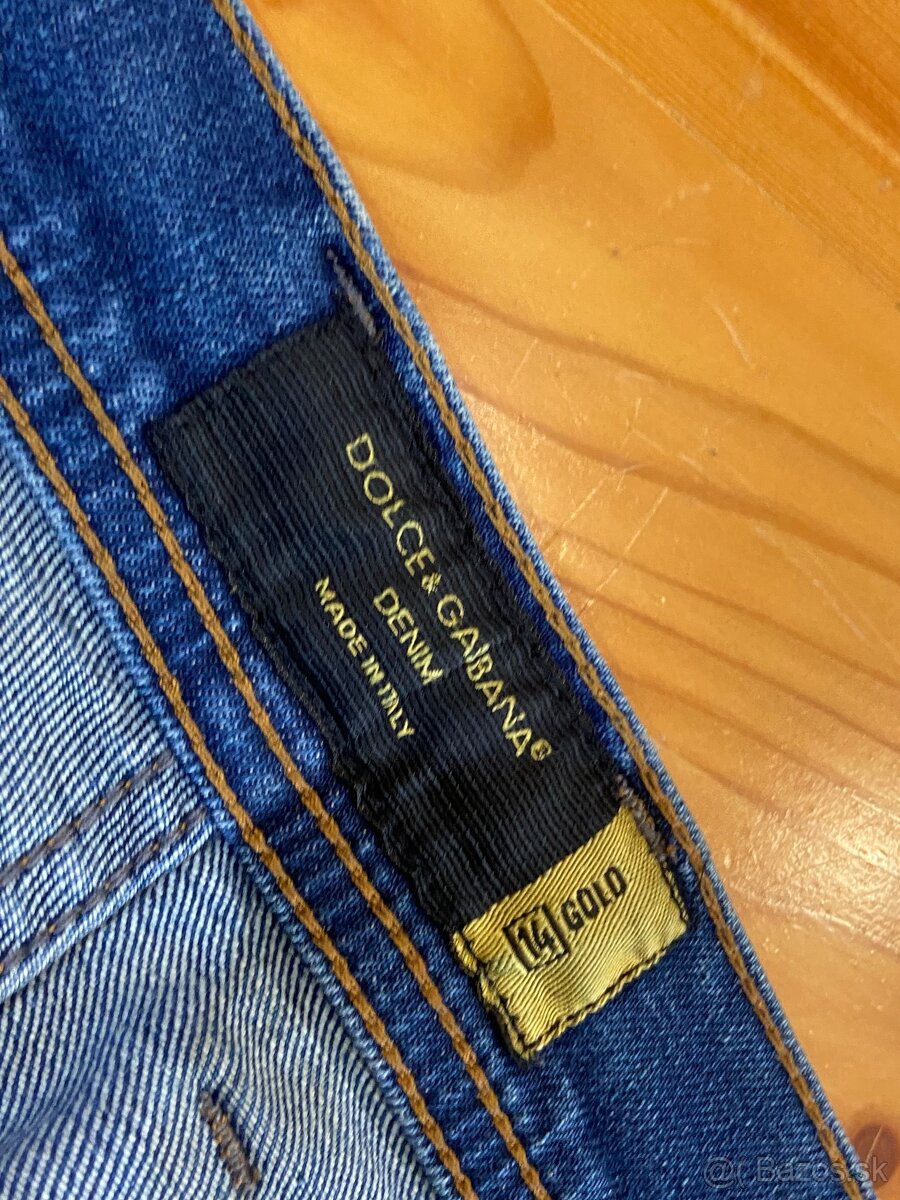 DOLCE & GABBANA®
DENIM
MADE IN ITALY
14 GOLD
Bazos.sk